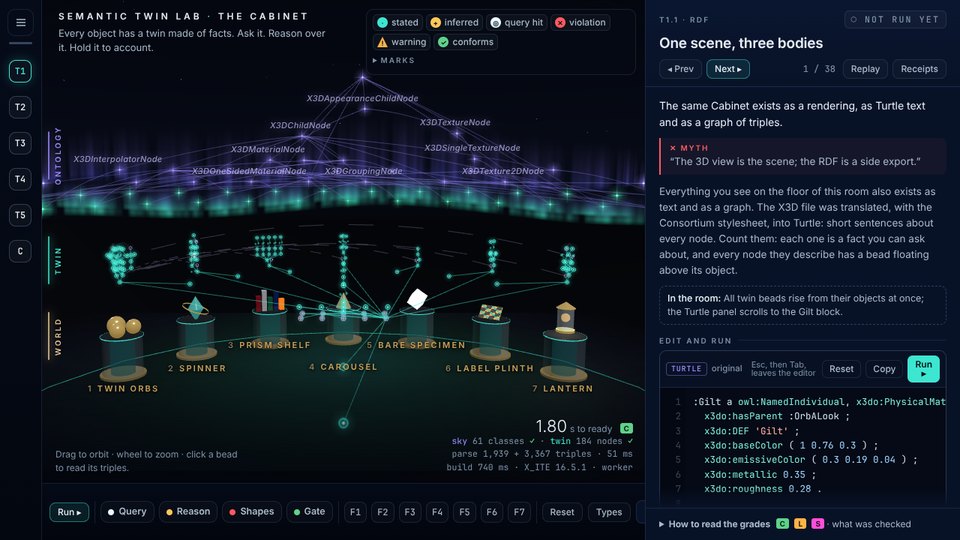 SEMANTIC TWIN LAB · THE CABINET
Every object has a twin made of facts. Ask it. Reason over
it. Hold it to account.
stated
inferred
query hit
violation
warning
conforms
▸ MARKS
T1
T2
T3
T4
T5
C
ONTOLOGY
TWIN
WORLD
X3DAppearanceChildNode
X3DChildNode
X3DTextureNode
X3DMaterialNode
X3DSingleTextureNode
X3DInterpolatorNode
X3DOneSidedMaterialNode
X3DGroupingNode
X3DTexture2DNode
1 TWIN ORBS
2 SPINNER
3 PRISM SHELF
4 CAROUSEL
5 BARE SPECIMEN
6 LABEL PLINTH
7 LANTERN
Drag to orbit · wheel to zoom · click a bead
to read its triples.
1.80 s to ready C
sky 61 classes ✓ · twin 184 nodes ✓
parse 1,939 + 3,367 triples · 51 ms
build 740 ms · X_ITE 16.5.1 · worker
Run ▸
Query
Reason
Shapes
Gate
F1
F2
F3
F4
F5
F6
F7
Reset
Types
T1.1 · RDF
NOT RUN YET
One scene, three bodies
◂ Prev
Next ▸
1 / 38
Replay
Receipts
The same Cabinet exists as a rendering, as Turtle text
and as a graph of triples.
✕ MYTH
“The 3D view is the scene; the RDF is a side export.”
Everything you see on the floor of this room also exists as
text and as a graph. The X3D file was translated, with the
Consortium stylesheet, into Turtle: short sentences about
every node. Count them: each one is a fact you can ask
about, and every node they describe has a bead floating
above its object.
In the room: All twin beads rise from their objects at once;
the Turtle panel scrolls to the Gilt block.
EDIT AND RUN
TURTLE
original
Esc, then Tab,
leaves the editor
Reset
Copy
Run
▸
1 :Gilt a owl:NamedIndividual, x3do:PhysicalMat
2 x3do:hasParent :OrbALook ;
3 x3do:DEF 'Gilt' ;
4 x3do:baseColor ( 1 0.76 0.3 ) ;
5 x3do:emissiveColor ( 0.3 0.19 0.04 ) ;
6 x3do:metallic 0.35 ;
7 x3do:roughness 0.28 .
▸ How to read the grades C L S · what was checked